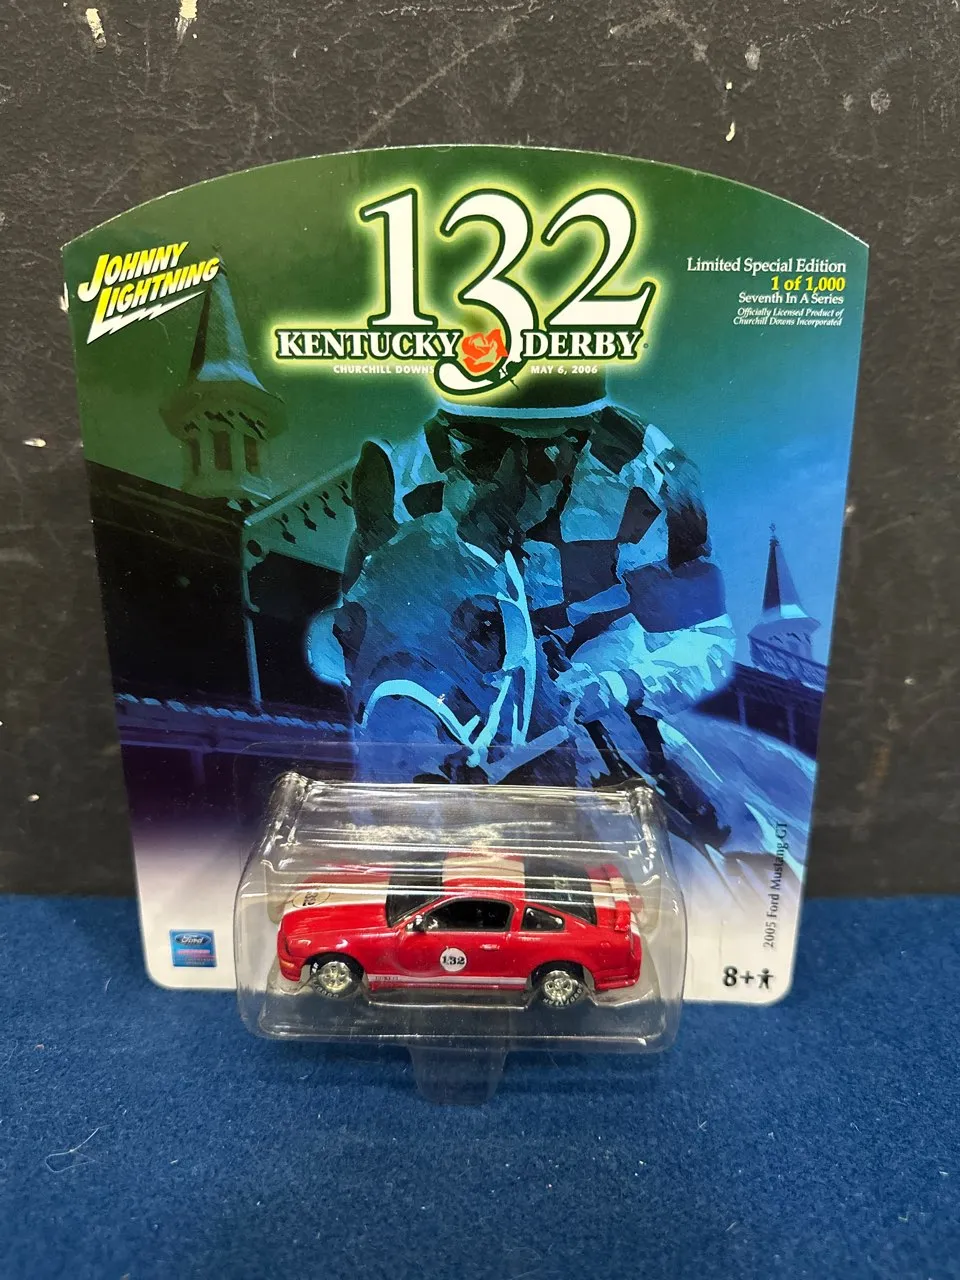 JOHNNY
LIGHTNING
132
KENTUCKY DERBY
CHURCHILL DOWNS MAY 6, 2006
Limited Special Edition
1 of 1,000
Seventh In A Series
Officially Licensed Product of
Churchill Downs Incorporated
2005 Ford Mustang GT
Ford
132
8+